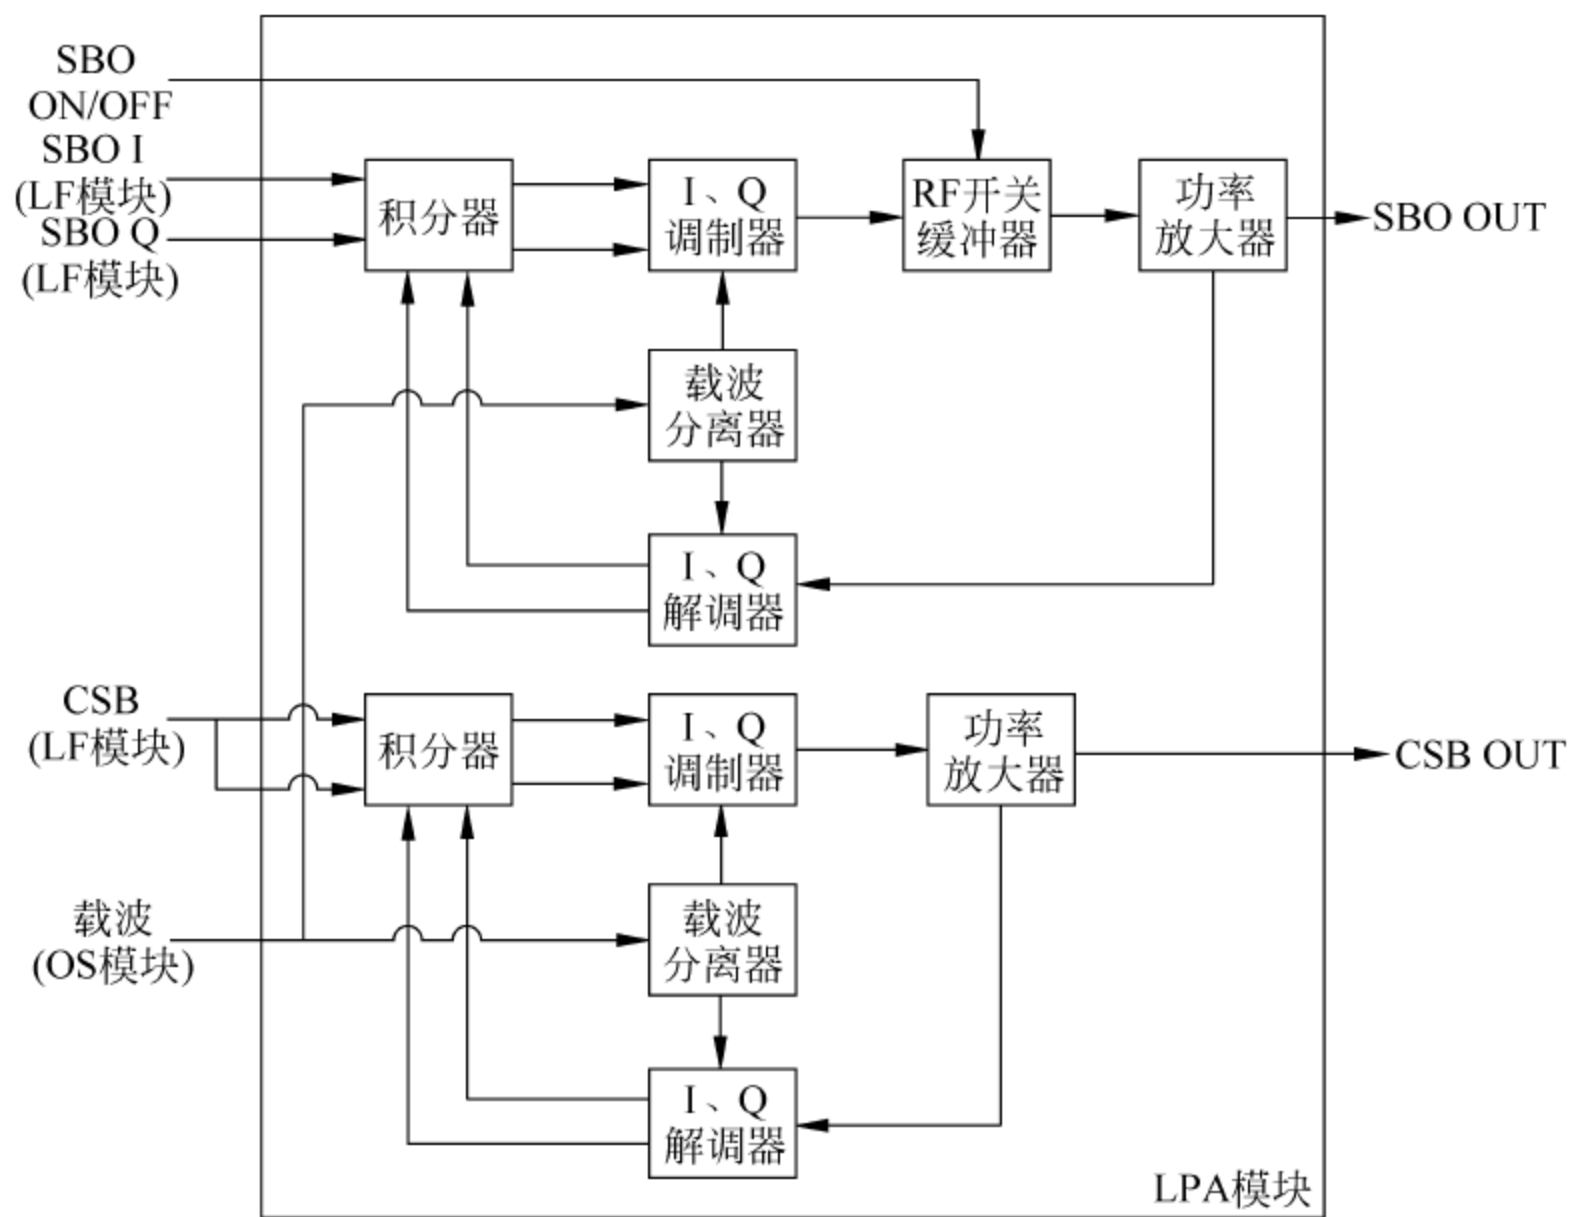 SBO
ON/OFF
SBO I
(LF模块)
SBO Q
(LF模块)
积分器
I、Q
调制器
RF开关
缓冲器
功率
放大器
SBO OUT
载波
分离器
I、Q
解调器
CSB
(LF模块)
积分器
I、Q
调制器
功率
放大器
CSB OUT
载波
(OS模块)
载波
分离器
I、Q
解调器
LPA模块